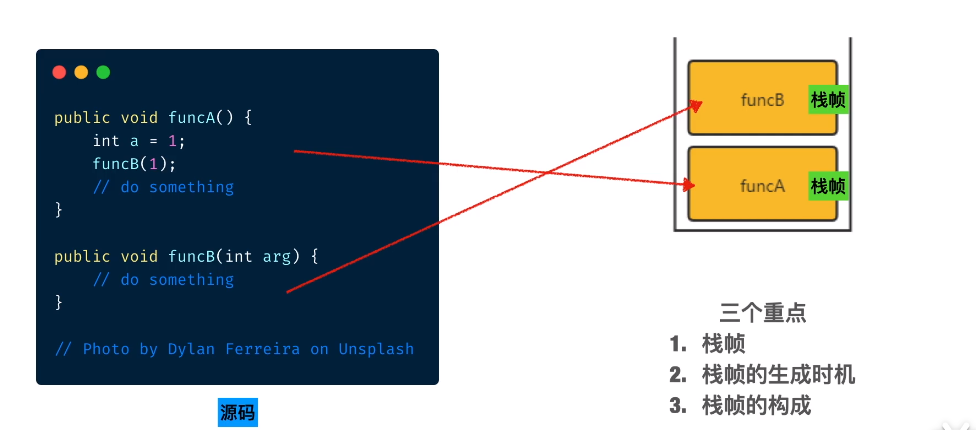 public void funcA() {
int a = 1;
funcB(1);
// do something
}
public void funcB(int arg) {
// do something
}
// Photo by Dylan Ferreira on Unsplash
源码
funcB 栈帧
funcA 栈帧
三个重点
1. 栈帧
2. 栈帧的生成时机
3. 栈帧的构成